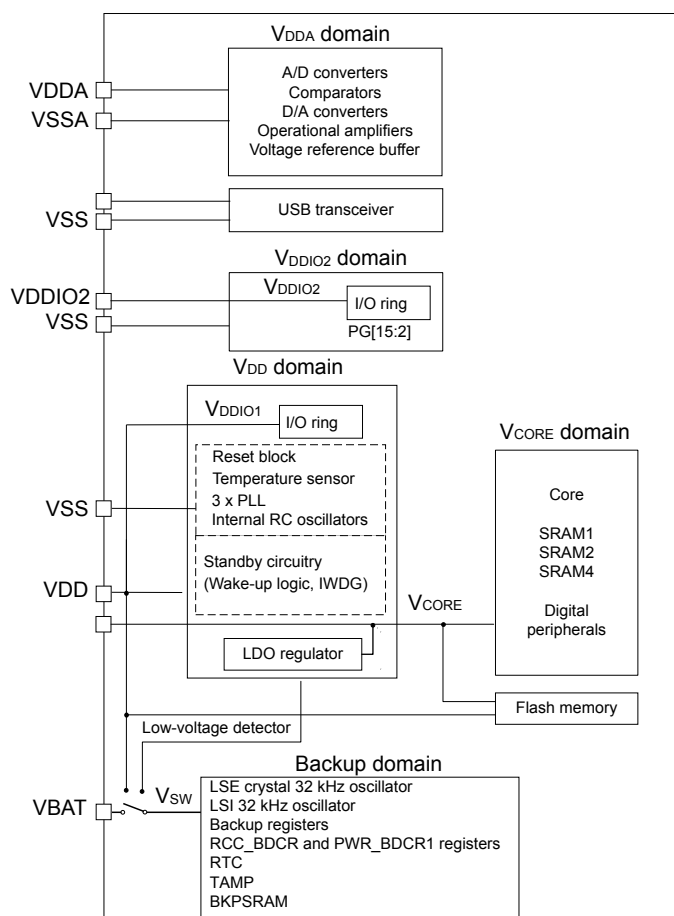 VDDA domain
VDDA
VSSA
A/D converters
Comparators
D/A converters
Operational amplifiers
Voltage reference buffer
VSS
USB transceiver
VDDIO2 domain
VDDIO2
VSS
VDDIO2
I/O ring
PG[15:2]
VDD domain
VDDIO1
I/O ring
Reset block
Temperature sensor
3 x PLL
Internal RC oscillators
VSS
Standby circuitry
(Wake-up logic, IWDG)
VDD
LDO regulator
VCORE
VCORE domain
Core
SRAM1
SRAM2
SRAM4
Digital
peripherals
Flash memory
Low-voltage detector
Backup domain
VBAT
VSW
LSE crystal 32 kHz oscillator
LSI 32 kHz oscillator
Backup registers
RCC_BDCR and PWR_BDCR1 registers
RTC
TAMP
BKPSRAM